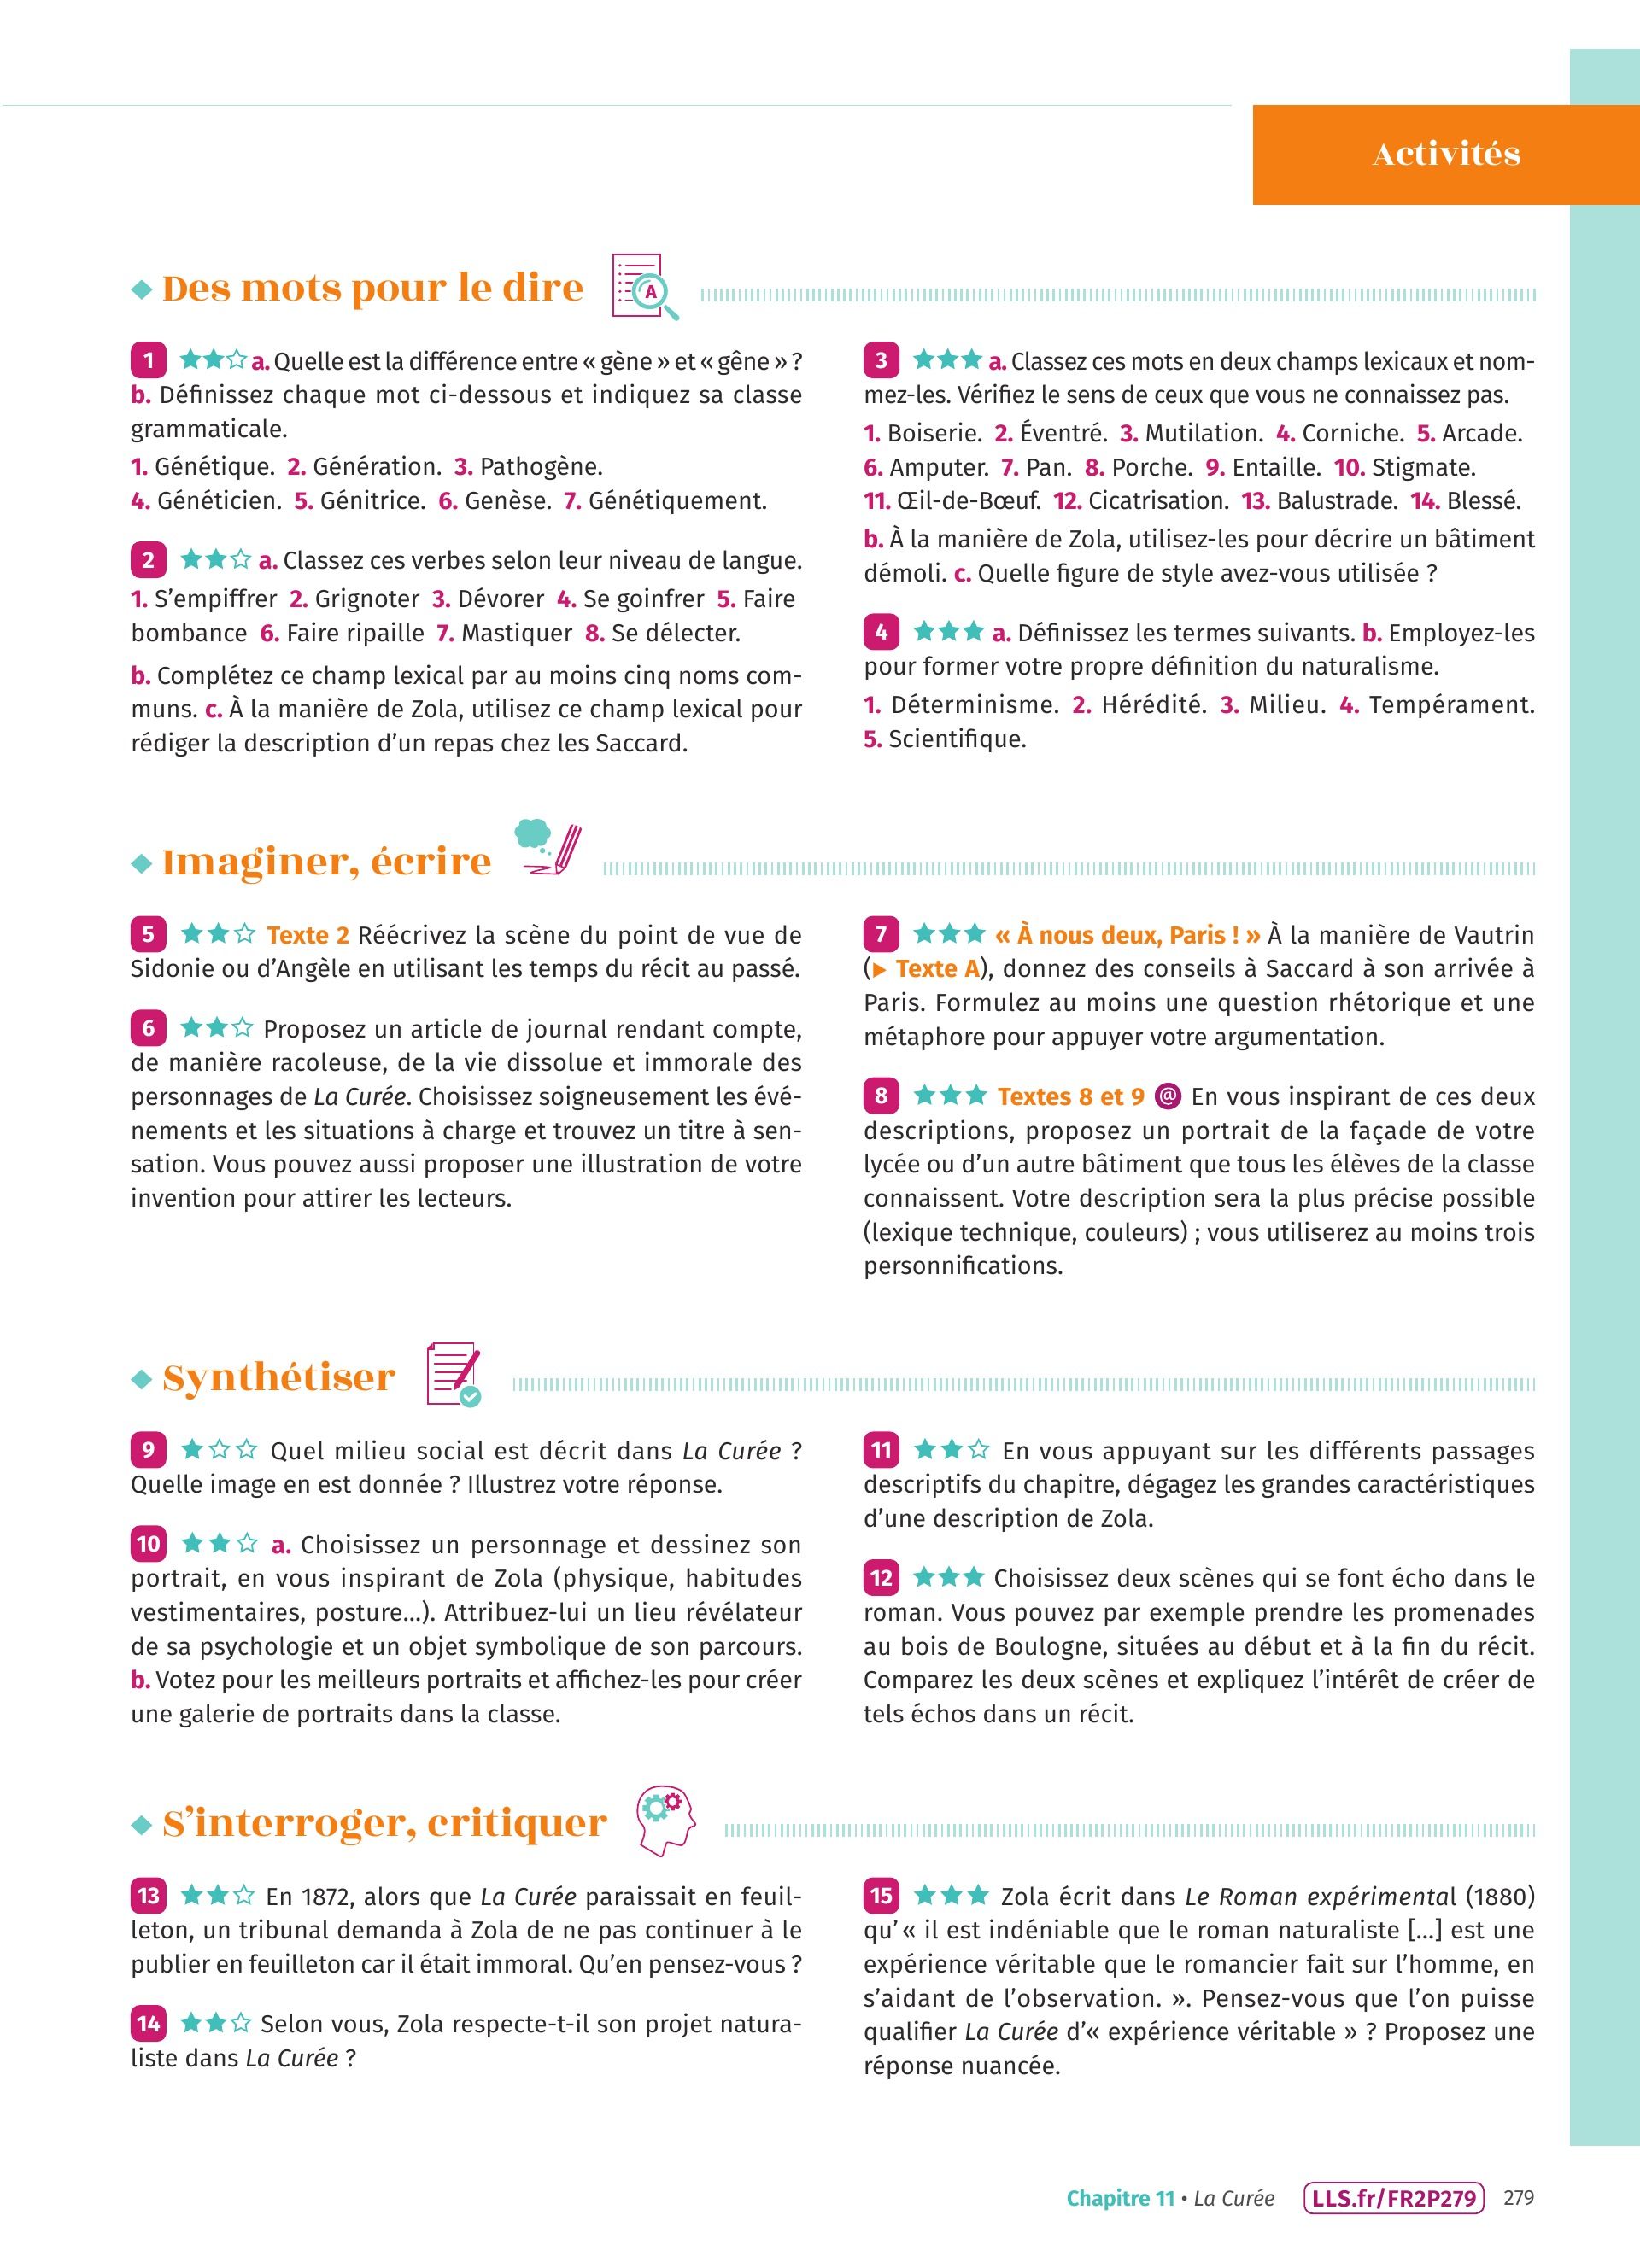 Activités
Des mots pour le dire
A
1 a. Quelle est la différence entre « gène » et « gêne » ?
b. Définissez chaque mot ci-dessous et indiquez sa classe
grammaticale.
1. Génétique. 2. Génération. 3. Pathogène.
4. Généticien. 5. Génitrice. 6. Genèse. 7. Génétiquement.
2 a. Classez ces verbes selon leur niveau de langue.
1. S'empiffrer 2. Grignoter 3. Dévorer 4. Se goinfrer 5. Faire
bombance 6. Faire ripaille 7. Mastiquer 8. Se délecter.
b. Complétez ce champ lexical par au moins cinq noms com-
muns. c. À la manière de Zola, utilisez ce champ lexical pour
rédiger la description d'un repas chez les Saccard.
3 a. Classez ces mots en deux champs lexicaux et nom-
mez-les. Vérifiez le sens de ceux que vous ne connaissez pas.
1. Boiserie. 2. Éventré. 3. Mutilation. 4. Corniche. 5. Arcade.
6. Amputer. 7. Pan. 8. Porche. 9. Entaille. 10. Stigmate.
11. Œil-de-Bœuf. 12. Cicatrisation. 13. Balustrade. 14. Blessé.
b. À la manière de Zola, utilisez-les pour décrire un bâtiment
démoli. c. Quelle figure de style avez-vous utilisée ?
4 a. Définissez les termes suivants. b. Employez-les
pour former votre propre définition du naturalisme.
1. Déterminisme. 2. Hérédité. 3. Milieu. 4. Tempérament.
5. Scientifique.
Imaginer, écrire
5 Texte 2 Réécrivez la scène du point de vue de
Sidonie ou d'Angèle en utilisant les temps du récit au passé.
6 Proposez un article de journal rendant compte,
de manière racoleuse, de la vie dissolue et immorale des
personnages de La Curée. Choisissez soigneusement les évé-
nements et les situations à charge et trouvez un titre à sen-
sation. Vous pouvez aussi proposer une illustration de votre
invention pour attirer les lecteurs.
7 « À nous deux, Paris ! » À la manière de Vautrin
(▶ Texte A), donnez des conseils à Saccard à son arrivée à
Paris. Formulez au moins une question rhétorique et une
métaphore pour appuyer votre argumentation.
8 Textes 8 et 9 @ En vous inspirant de ces deux
descriptions, proposez un portrait de la façade de votre
lycée ou d'un autre bâtiment que tous les élèves de la classe
connaissent. Votre description sera la plus précise possible
(lexique technique, couleurs) ; vous utiliserez au moins trois
personnifications.
Synthétiser
9 Quel milieu social est décrit dans La Curée ?
Quelle image en est donnée ? Illustrez votre réponse.
10 a. Choisissez un personnage et dessinez son
portrait, en vous inspirant de Zola (physique, habitudes
vestimentaires, posture...). Attribuez-lui un lieu révélateur
de sa psychologie et un objet symbolique de son parcours.
b. Votez pour les meilleurs portraits et affichez-les pour créer
une galerie de portraits dans la classe.
11 En vous appuyant sur les différents passages
descriptifs du chapitre, dégagez les grandes caractéristiques
d'une description de Zola.
12 Choisissez deux scènes qui se font écho dans le
roman. Vous pouvez par exemple prendre les promenades
au bois de Boulogne, situées au début et à la fin du récit.
Comparez les deux scènes et expliquez l'intérêt de créer de
tels échos dans un récit.
S'interroger, critiquer
13 En 1872, alors que La Curée paraissait en feuil-
leton, un tribunal demanda à Zola de ne pas continuer à le
publier en feuilleton car il était immoral. Qu'en pensez-vous ?
14 Selon vous, Zola respecte-t-il son projet natura-
liste dans La Curée ?
15 Zola écrit dans Le Roman expérimental (1880)
qu'« il est indéniable que le roman naturaliste [...] est une
expérience véritable que le romancier fait sur l'homme, en
s'aidant de l'observation. ». Pensez-vous que l'on puisse
qualifier La Curée d'« expérience véritable » ? Proposez une
réponse nuancée.
Chapitre 11 • La Curée LLS.fr/FR2P279 279